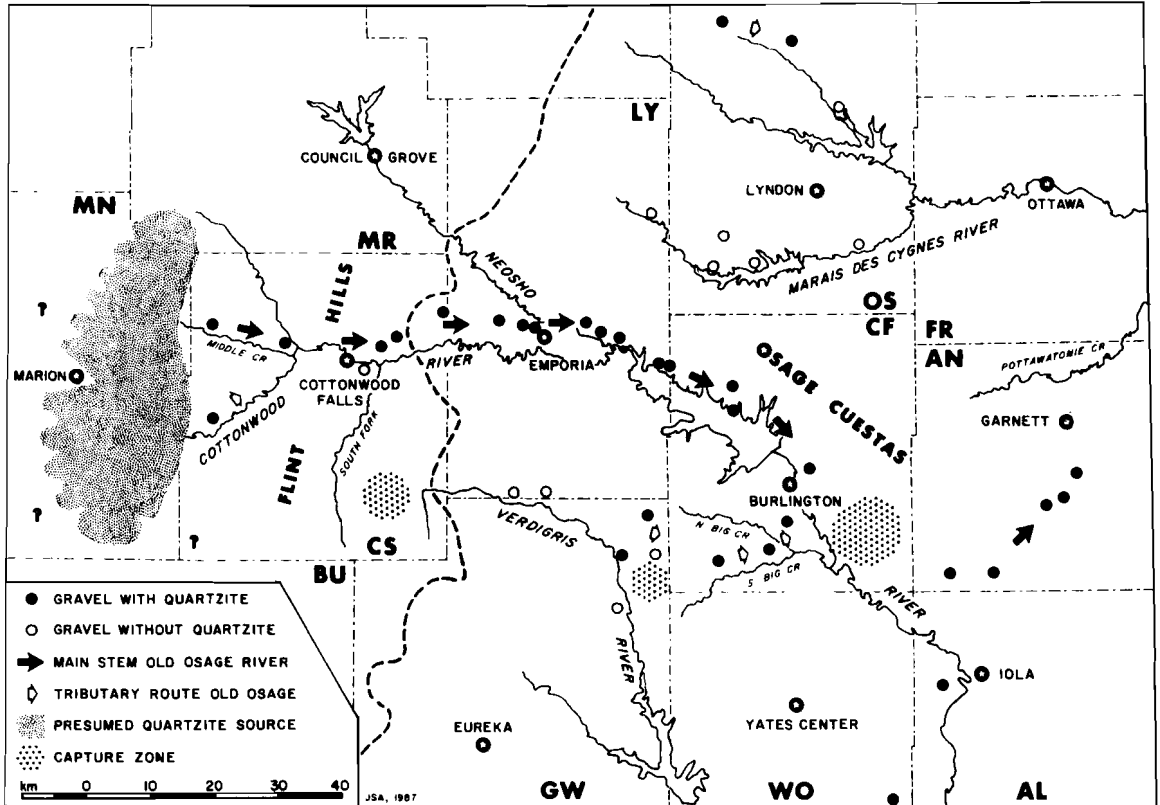 LY
COUNCIL GROVE
LYNDON
OTTAWA
MN
MR
NEOSHO
MARAIS DES CYGNES RIVER
HILLS
OS
CF
FR
AN
?
MIDDLE CR
MARION
COTTONWOOD
FALLS
RIVER
EMPORIA
OSAGE CUESTAS
POTTAWATOMIE CR
GARNETT
COTTONWOOD
SOUTH FORK
FLINT
BURLINGTON
VERDIGRIS
N BIG CR
?
?
CS
BU
S BIG CR
RIVER
RIVER
IOLA
YATES CENTER
EUREKA
GW
WO
AL
GRAVEL WITH QUARTZITE
GRAVEL WITHOUT QUARTZITE
MAIN STEM OLD OSAGE RIVER
TRIBUTARY ROUTE OLD OSAGE
PRESUMED QUARTZITE SOURCE
CAPTURE ZONE
km 0 10 20 30 40
JSA, 1987